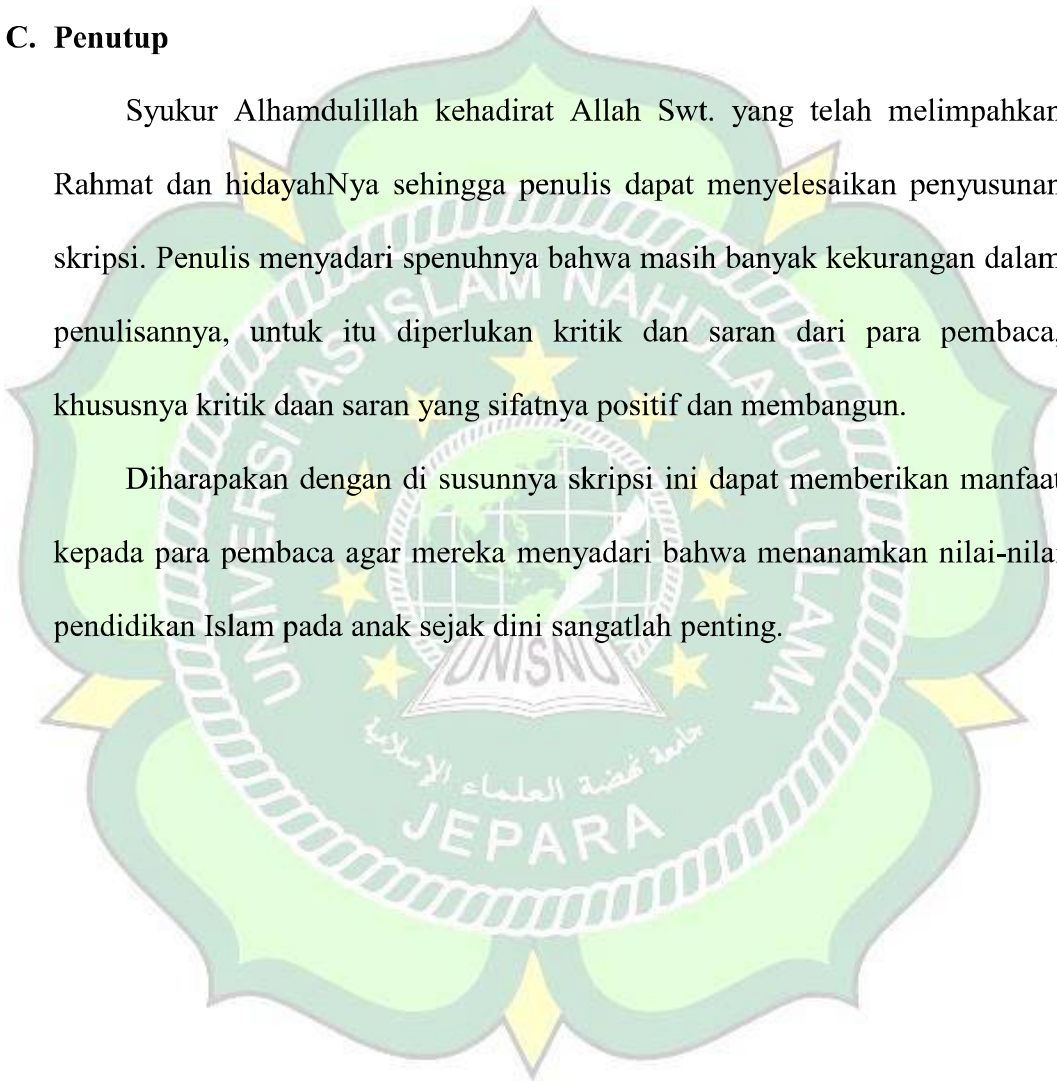 C. Penutup
Syukur Alhamdulillah kehadirat Allah Swt. yang telah melimpahkan
Rahmat dan hidayahNya sehingga penulis dapat menyelesaikan penyusunan
skripsi. Penulis menyadari spenuhnya bahwa masih banyak kekurangan dalam
penulisannya, untuk itu diperlukan kritik dan saran dari para pembaca,
khususnya kritik daan saran yang sifatnya positif dan membangun.
Diharapakan dengan di susunnya skripsi ini dapat memberikan manfaat
kepada para pembaca agar mereka menyadari bahwa menanamkan nilai-nilai
pendidikan Islam pada anak sejak dini sangatlah penting.
UNIVERSITAS ISLAM NAHDLATUL ULAMA
UNISNU
جامعة نهضة العلماء الإسلامية
JEPARA